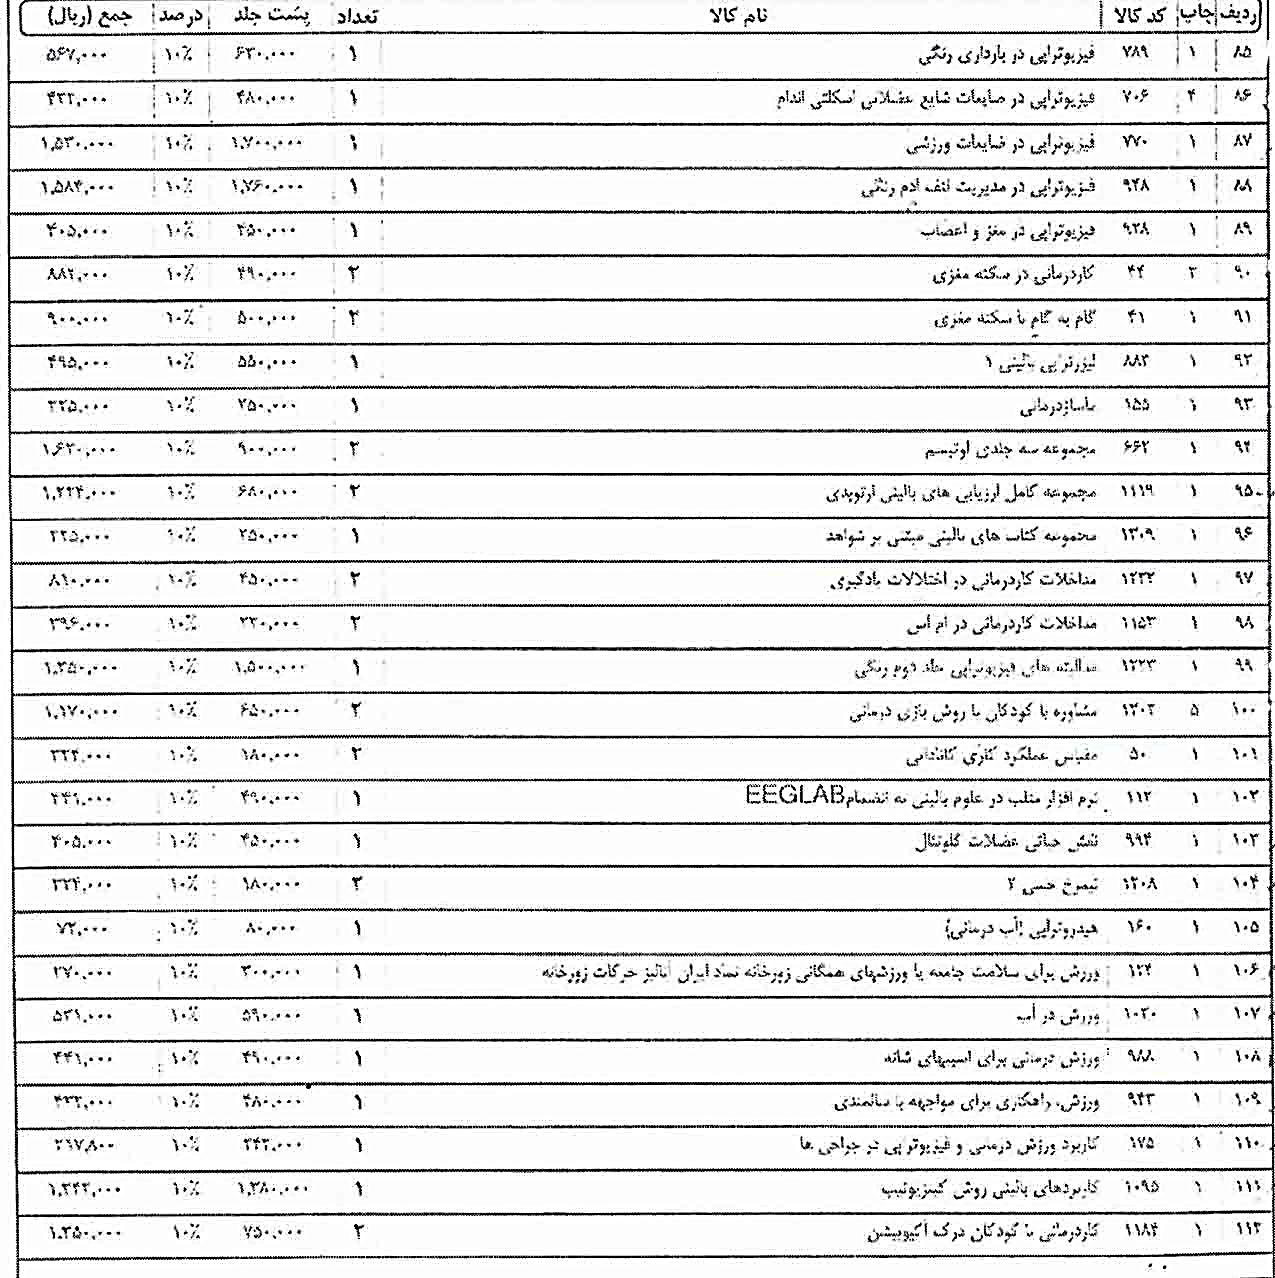 ردیف چاپ کد کالا نام کالا تعداد پشت جلد درصد جمع (ریال)
۸۵ ۱ ۷۸۹ فیزیوتراپی در بارداری رنگی ۱ ۶۳۰,۰۰۰ ۱۰٪ ۵۶۷,۰۰۰
۸۶ ۴ ۷۰۶ فیزیوتراپی در ضایعات شایع عضلانی اسکلتی اندام ۱ ۴۸۰,۰۰۰ ۱۰٪ ۴۳۲,۰۰۰
۸۷ ۱ ۷۷۰ فیزیوتراپی در ضایعات ورزشی ۱ ۱,۷۰۰,۰۰۰ ۱۰٪ ۱,۵۳۰,۰۰۰
۸۸ ۱ ۹۴۸ فیزیوتراپی در مدیریت لنف ادم رنگی ۱ ۱,۷۶۰,۰۰۰ ۱۰٪ ۱,۵۸۴,۰۰۰
۸۹ ۱ ۹۲۸ فیزیوتراپی در مغز و اعصاب ۱ ۴۵۰,۰۰۰ ۱۰٪ ۴۰۵,۰۰۰
۹۰ ۲ ۴۴ کاردرمانی در سکته مغزی ۲ ۴۹۰,۰۰۰ ۱۰٪ ۸۸۲,۰۰۰
۹۱ ۱ ۴۱ گام به گام با سکته مغزی ۲ ۵۰۰,۰۰۰ ۱۰٪ ۹۰۰,۰۰۰
۹۲ ۱ ۸۸۲ لیزرتراپی بالینی ۱ ۱ ۵۵۰,۰۰۰ ۱۰٪ ۴۹۵,۰۰۰
۹۳ ۱ ۱۵۵ ماساژدرمانی ۱ ۲۵۰,۰۰۰ ۱۰٪ ۲۲۵,۰۰۰
۹۴ ۱ ۶۶۲ مجموعه سه جلدی اوتیسم ۲ ۹۰۰,۰۰۰ ۱۰٪ ۱,۶۲۰,۰۰۰
۹۵ ۱ ۱۱۱۹ مجموعه کامل ارزیابی های بالینی ارتوپدی ۲ ۶۸۰,۰۰۰ ۱۰٪ ۱,۲۲۴,۰۰۰
۹۶ ۱ ۱۳۰۹ مجموعه کتاب های بالینی مبتنی بر شواهد ۱ ۲۵۰,۰۰۰ ۱۰٪ ۲۲۵,۰۰۰
۹۷ ۱ ۱۲۳۲ مداخلات کاردرمانی در اختلالات یادگیری ۲ ۴۵۰,۰۰۰ ۱۰٪ ۸۱۰,۰۰۰
۹۸ ۱ ۱۱۵۳ مداخلات کاردرمانی در ام اس ۲ ۲۲۰,۰۰۰ ۱۰٪ ۳۹۶,۰۰۰
۹۹ ۱ ۱۲۲۳ های فیزیوتراپی جلد دوم رنگی ۱ ۱,۵۰۰,۰۰۰ ۱۰٪ ۱,۳۵۰,۰۰۰
۱۰۰ ۵ ۱۲۰۲ مشاوره با کودکان با روش بازی درمانی ۲ ۶۵۰,۰۰۰ ۱۰٪ ۱,۱۷۰,۰۰۰
۱۰۱ ۱ ۵۰ مقیاس عملکرد کاری کانادایی ۲ ۱۸۰,۰۰۰ ۱۰٪ ۳۲۴,۰۰۰
۱۰۲ ۱ ۱۱۲ نرم افزار متلب در علوم بالینی به انضمام EEGLAB ۱ ۴۹۰,۰۰۰ ۱۰٪ ۴۴۱,۰۰۰
۱۰۳ ۱ ۹۹۴ نقش حیاتی عضلات گلوتئال ۱ ۴۵۰,۰۰۰ ۱۰٪ ۴۰۵,۰۰۰
۱۰۴ ۱ ۱۲۰۸ نیمرخ حسی ۲ ۲ ۱۸۰,۰۰۰ ۱۰٪ ۳۲۴,۰۰۰
۱۰۵ ۱ ۱۶۰ هیدروتراپی (آب درمانی) ۱ ۸۰,۰۰۰ ۱۰٪ ۷۲,۰۰۰
۱۰۶ ۱ ۱۲۴ ورزش برای سلامت جامعه یا ورزشهای همگانی زورخانه نماد ایران آنالیز حرکات زورخانه ۱ ۳۰۰,۰۰۰ ۱۰٪ ۲۷۰,۰۰۰
۱۰۷ ۱ ۱۰۲۰ ورزش در آب ۱ ۵۹۰,۰۰۰ ۱۰٪ ۵۳۱,۰۰۰
۱۰۸ ۱ ۹۸۸ ورزش درمانی برای آسیبهای شانه ۱ ۴۹۰,۰۰۰ ۱۰٪ ۴۴۱,۰۰۰
۱۰۹ ۱ ۹۴۳ ورزش، راهکاری برای مواجهه با سالمندی ۱ ۴۸۰,۰۰۰ ۱۰٪ ۴۳۲,۰۰۰
۱۱۰ ۱ ۱۷۵ کاربرد ورزش درمانی و فیزیوتراپی در جراحی ها ۱ ۲۴۲,۰۰۰ ۱۰٪ ۲۱۷,۸۰۰
۱۱۱ ۱ ۱۰۹۵ کاربردهای بالینی روش کینزیوتیپ ۱ ۱,۳۸۰,۰۰۰ ۱۰٪ ۱,۲۴۲,۰۰۰
۱۱۲ ۱ ۱۱۸۴ کاردرمانی با کودکان درک آکیوپیشن ۲ ۷۵۰,۰۰۰ ۱۰٪ ۱,۳۵۰,۰۰۰